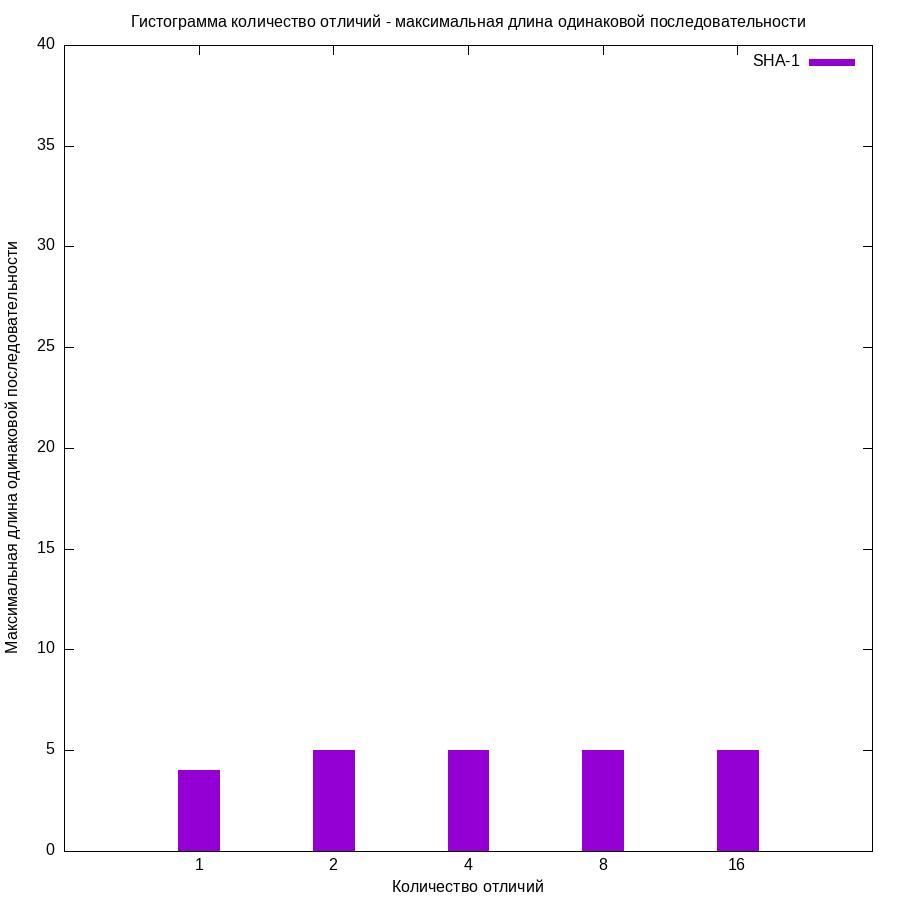 Гистограмма количество отличий - максимальная длина одинаковой последовательности
SHA-1
40
35
30
25
20
15
10
5
0
Максимальная длина одинаковой последовательности
1 2 4 8 16
Количество отличий